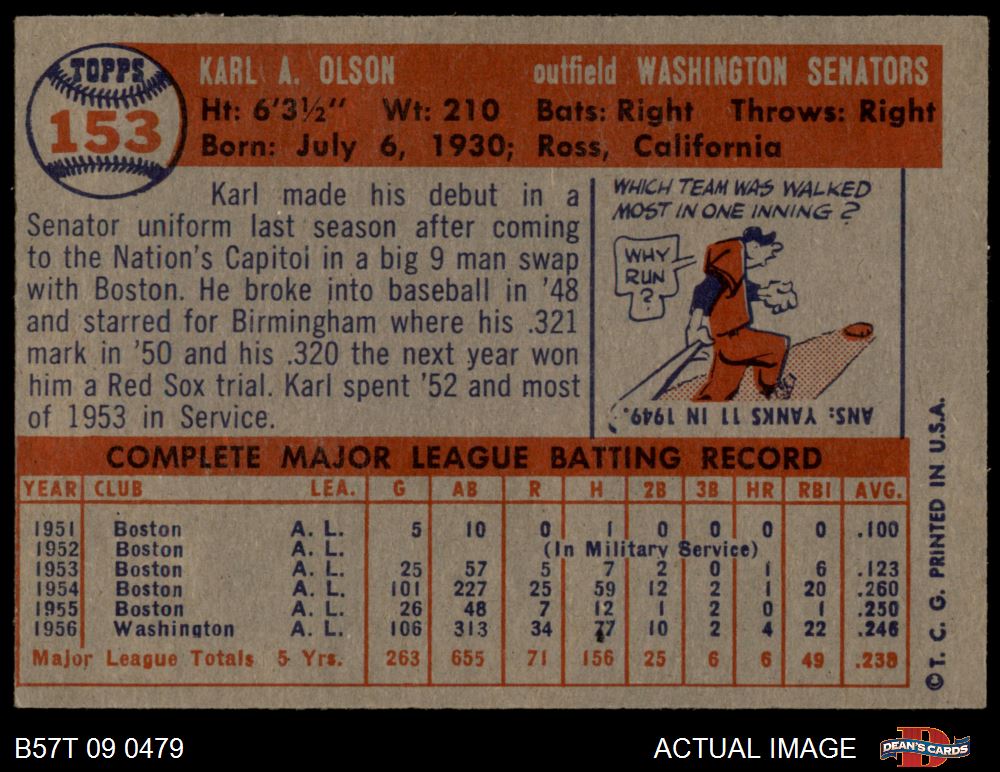 TOPPS
153
KARL A. OLSON outfield WASHINGTON SENATORS
Ht: 6'3½" Wt: 210 Bats: Right Throws: Right
Born: July 6, 1930; Ross, California
Karl made his debut in a
Senator uniform last season after coming
to the Nation's Capitol in a big 9 man swap
with Boston. He broke into baseball in '48
and starred for Birmingham where his .321
mark in '50 and his .320 the next year won
him a Red Sox trial. Karl spent '52 and most
of 1953 in Service.
WHICH TEAM WAS WALKED
MOST IN ONE INNING?
WHY
RUN
?
ANS: YANKS 11 IN 1949.
COMPLETE MAJOR LEAGUE BATTING RECORD
YEAR CLUB LEA. G AB R H 2B 3B HR RBI AVG.
1951 Boston A. L. 5 10 0 1 0 0 0 0 .100
1952 Boston A. L. (In Military Service)
1953 Boston A. L. 25 57 5 7 2 0 1 6 .123
1954 Boston A. L. 101 227 25 59 12 2 1 20 .260
1955 Boston A. L. 26 48 7 12 1 2 0 1 .250
1956 Washington A. L. 106 313 34 77 10 2 4 22 .246
Major League Totals 5 Yrs. 263 655 71 156 25 6 6 49 .238
©T. C. G. PRINTED IN U.S.A.
B57T 09 0479
ACTUAL IMAGE
D
DEAN'S CARDS